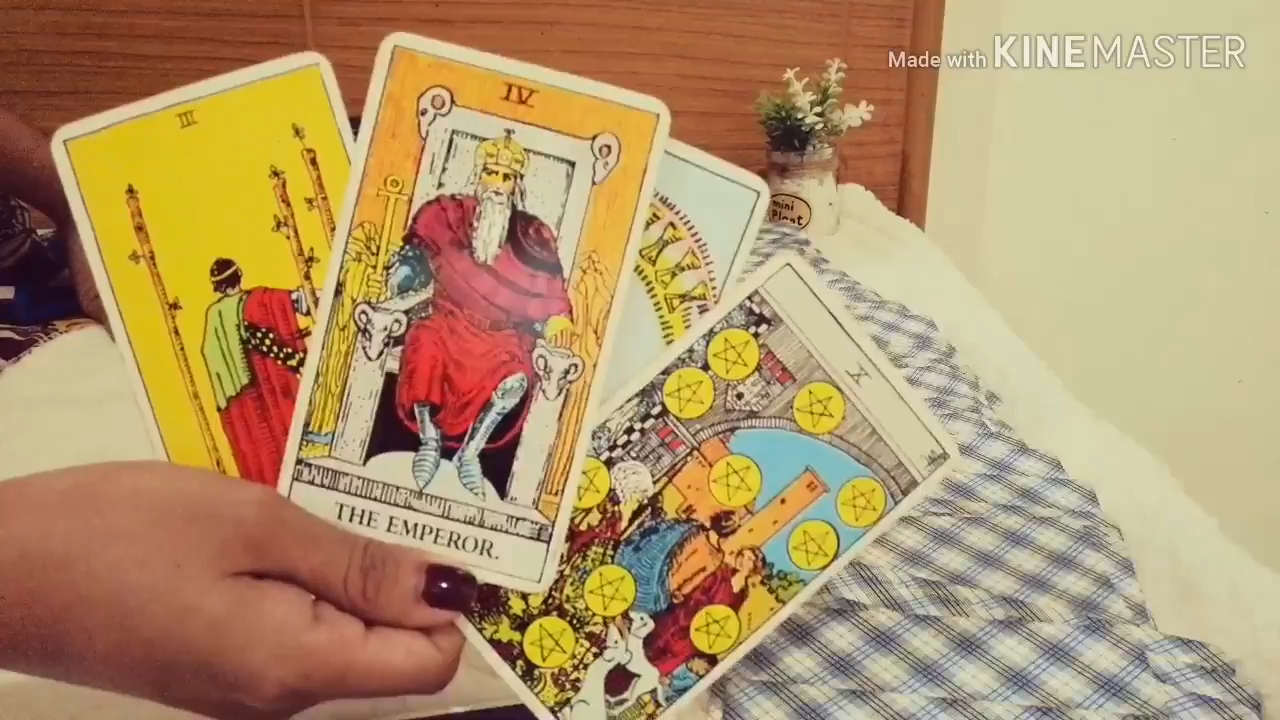 Made with KINEMASTER
III
IV
THE EMPEROR.
X
mini
Plant